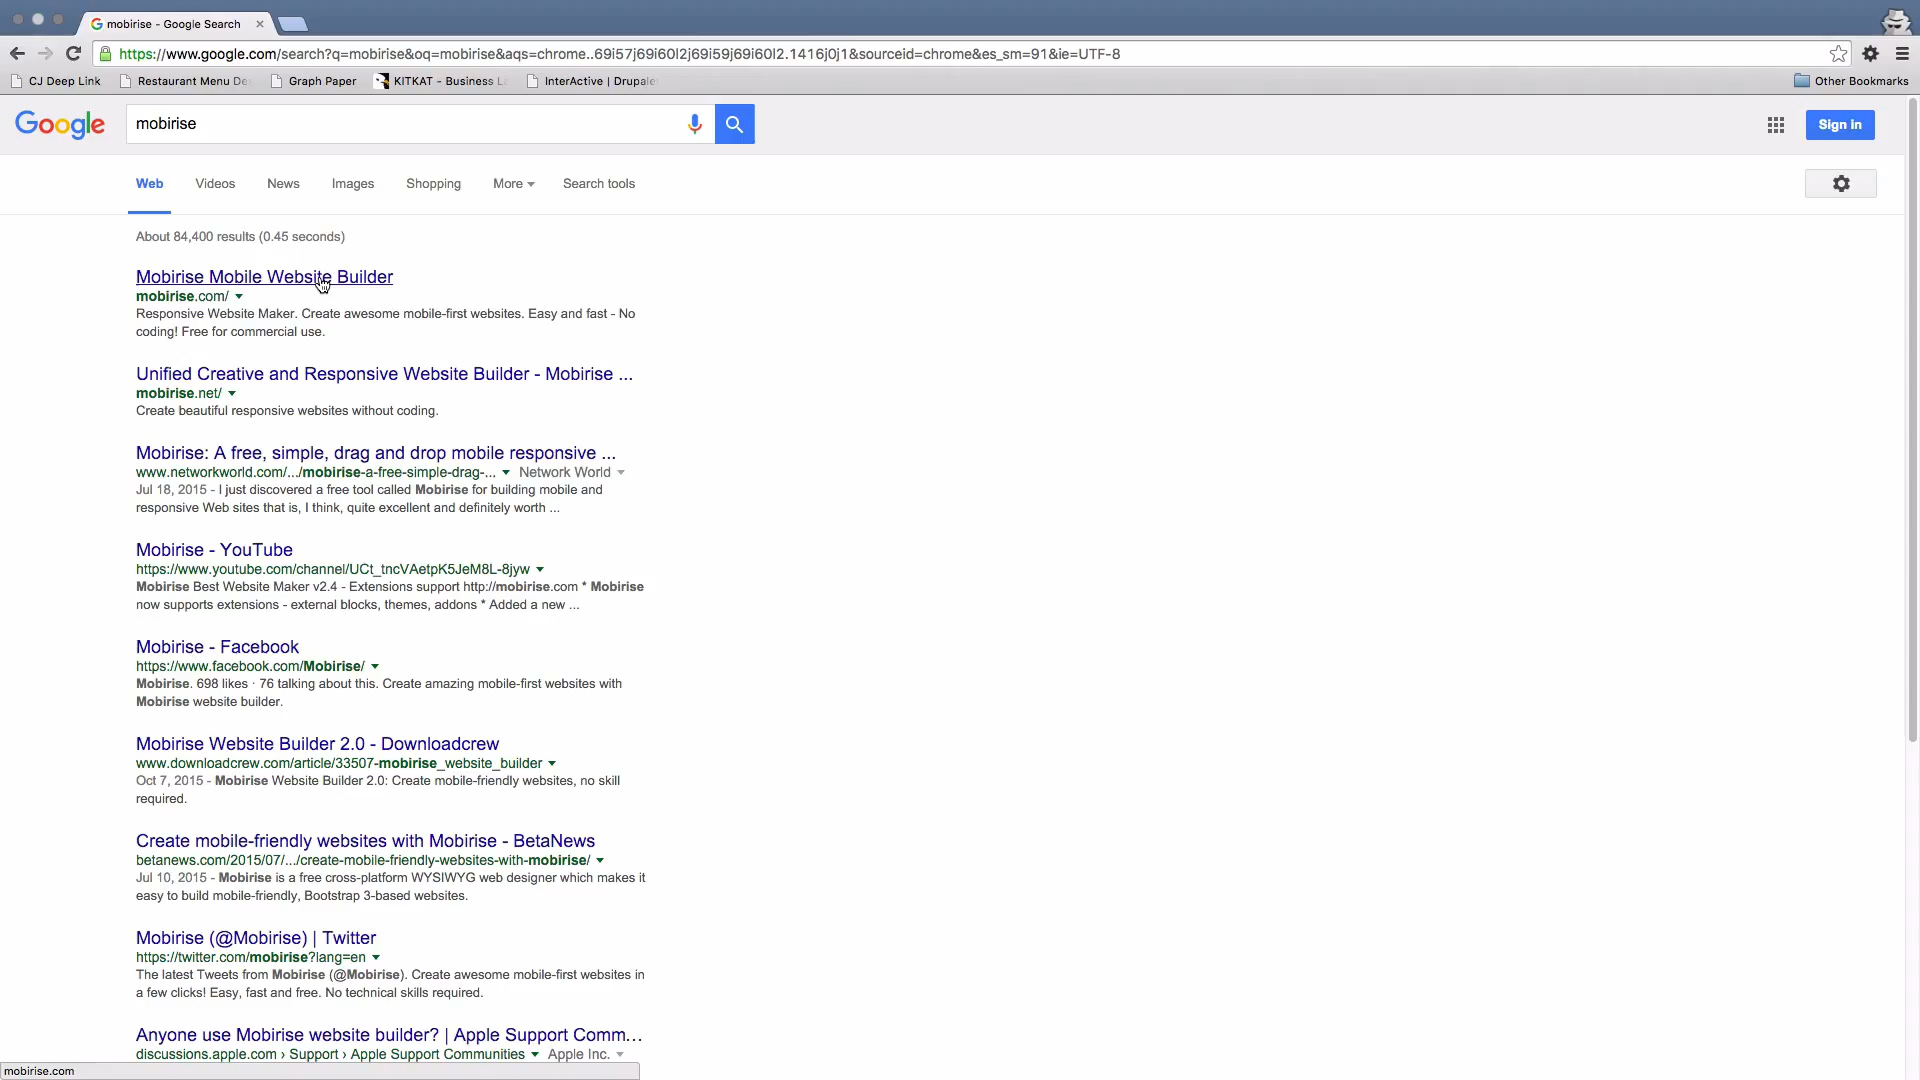 mobirise - Google Search
https://www.google.com/search?q=mobirise&oq=mobirise&aqs=chrome..69i57j69i60l2j69i59j69i60l2.1416j0j1&sourceid=chrome&es_sm=91&ie=UTF-8
CJ Deep Link Restaurant Menu De Graph Paper KITKAT - Business L InterActive | Drupale Other Bookmarks
Google mobirise Sign in
Web Videos News Images Shopping More Search tools
About 84,400 results (0.45 seconds)
Mobirise Mobile Website Builder
mobirise.com/
Responsive Website Maker. Create awesome mobile-first websites. Easy and fast - No
coding! Free for commercial use.
Unified Creative and Responsive Website Builder - Mobirise ...
mobirise.net/
Create beautiful responsive websites without coding.
Mobirise: A free, simple, drag and drop mobile responsive ...
www.networkworld.com/.../mobirise-a-free-simple-drag-... Network World
Jul 18, 2015 - I just discovered a free tool called Mobirise for building mobile and
responsive Web sites that is, I think, quite excellent and definitely worth ...
Mobirise - YouTube
https://www.youtube.com/channel/UCt_tncVAetpK5JeM8L-8jyw
Mobirise Best Website Maker v2.4 - Extensions support http://mobirise.com * Mobirise
now supports extensions - external blocks, themes, addons * Added a new ...
Mobirise - Facebook
https://www.facebook.com/Mobirise/
Mobirise. 698 likes · 76 talking about this. Create amazing mobile-first websites with
Mobirise website builder.
Mobirise Website Builder 2.0 - Downloadcrew
www.downloadcrew.com/article/33507-mobirise_website_builder
Oct 7, 2015 - Mobirise Website Builder 2.0: Create mobile-friendly websites, no skill
required.
Create mobile-friendly websites with Mobirise - BetaNews
betanews.com/2015/07/.../create-mobile-friendly-websites-with-mobirise/
Jul 10, 2015 - Mobirise is a free cross-platform WYSIWYG web designer which makes it
easy to build mobile-friendly, Bootstrap 3-based websites.
Mobirise (@Mobirise) | Twitter
https://twitter.com/mobirise?lang=en
The latest Tweets from Mobirise (@Mobirise). Create awesome mobile-first websites in
a few clicks! Easy, fast and free. No technical skills required.
Anyone use Mobirise website builder? | Apple Support Comm...
discussions.apple.com › Support › Apple Support Communities Apple Inc.
mobirise.com